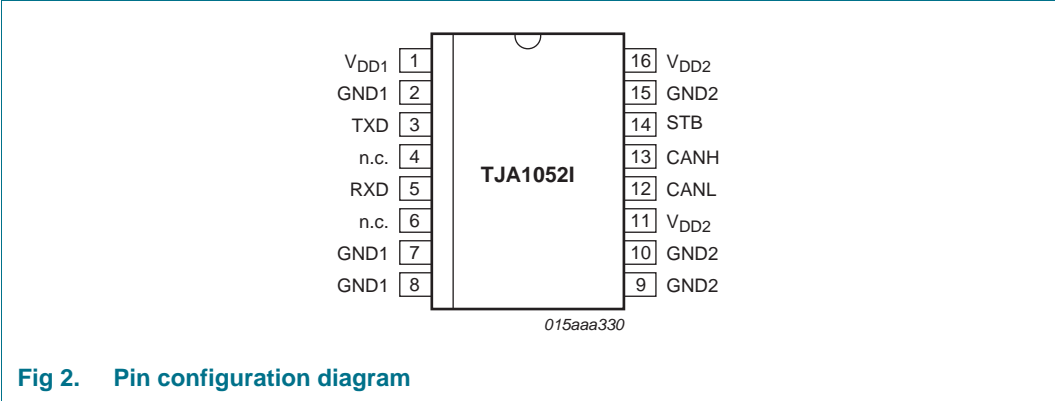 VDD1 1 16 VDD2
GND1 2 15 GND2
TXD 3 14 STB
n.c. 4 13 CANH
TJA1052I
RXD 5 12 CANL
n.c. 6 11 VDD2
GND1 7 10 GND2
GND1 8 9 GND2
015aaa330
Fig 2. Pin configuration diagram